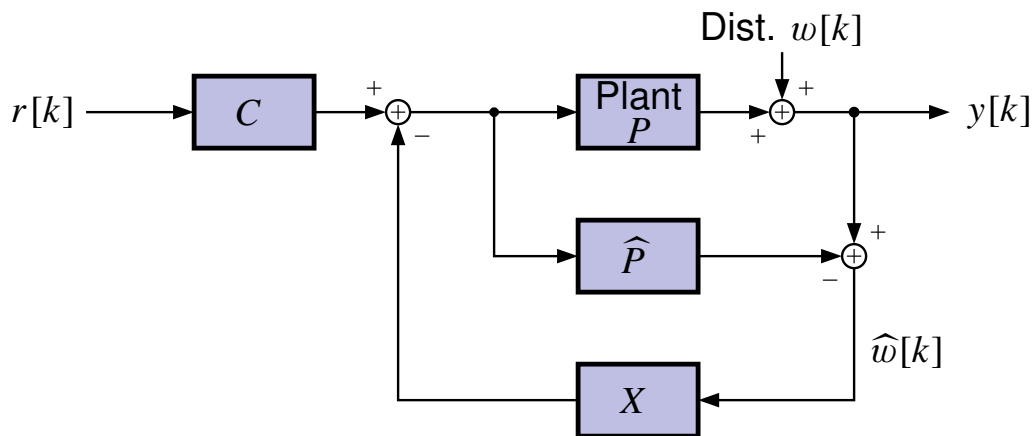 Dist. w[k]
r[k]
C
+
+
−
Plant
P
+
+
+
y[k]
P̂
+
+
−
ŵ[k]
X